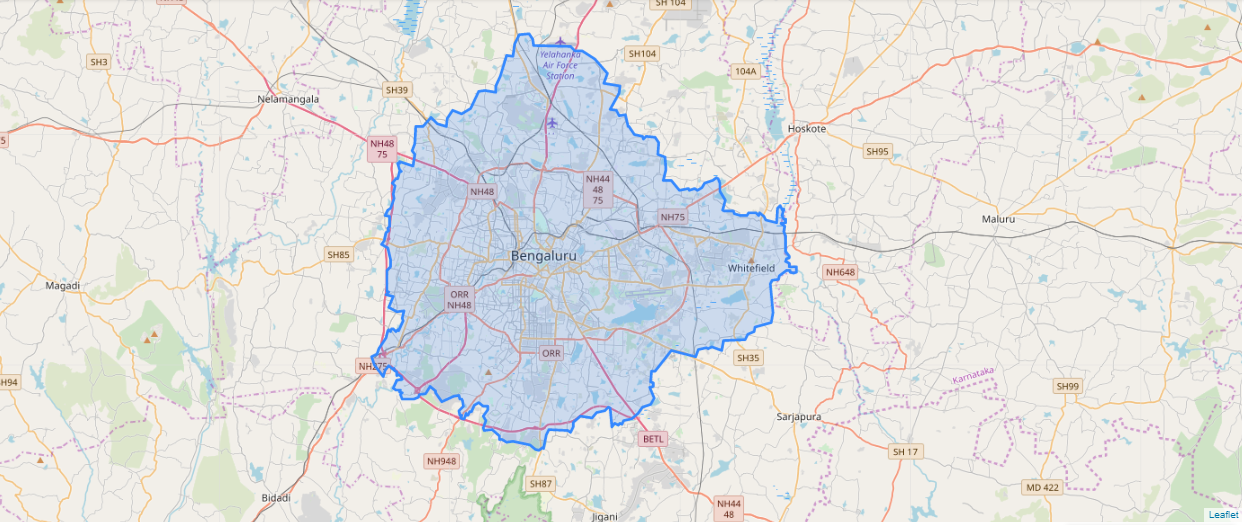 SH 104
SH3
SH104
Yelahanka
Air Force
Station
104A
SH39
Nelamangala
Hoskote
NH48
75
SH95
NH44
48
75
NH48
NH75
Maluru
Bengaluru
SH85
Whitefield
NH648
Magadi
ORR
NH48
ORR
SH35
NH275
Karnataka
SH94
SH99
Sarjapura
BETL
SH 17
NH948
SH87
MD 422
Bidadi
NH44
48
Jigani
Leaflet